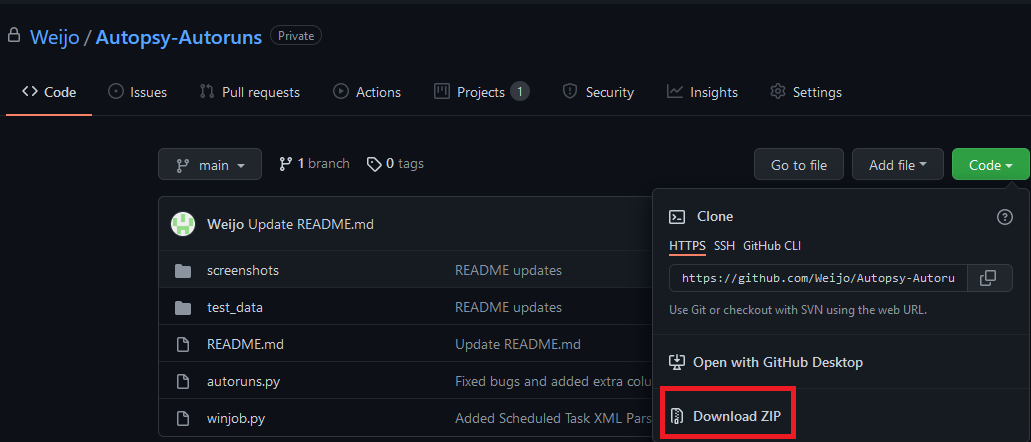 Weijo / Autopsy-Autoruns Private
Code Issues Pull requests Actions Projects 1 Security Insights Settings
main 1 branch 0 tags Go to file Add file Code
Weijo Update README.md
screenshots README updates
test_data README updates
README.md Update README.md
autoruns.py Fixed bugs and added extra colu
winjob.py Added Scheduled Task XML Pars
Clone
HTTPS SSH GitHub CLI
https://github.com/Weijo/Autopsy-Autoru
Use Git or checkout with SVN using the web URL.
Open with GitHub Desktop
Download ZIP